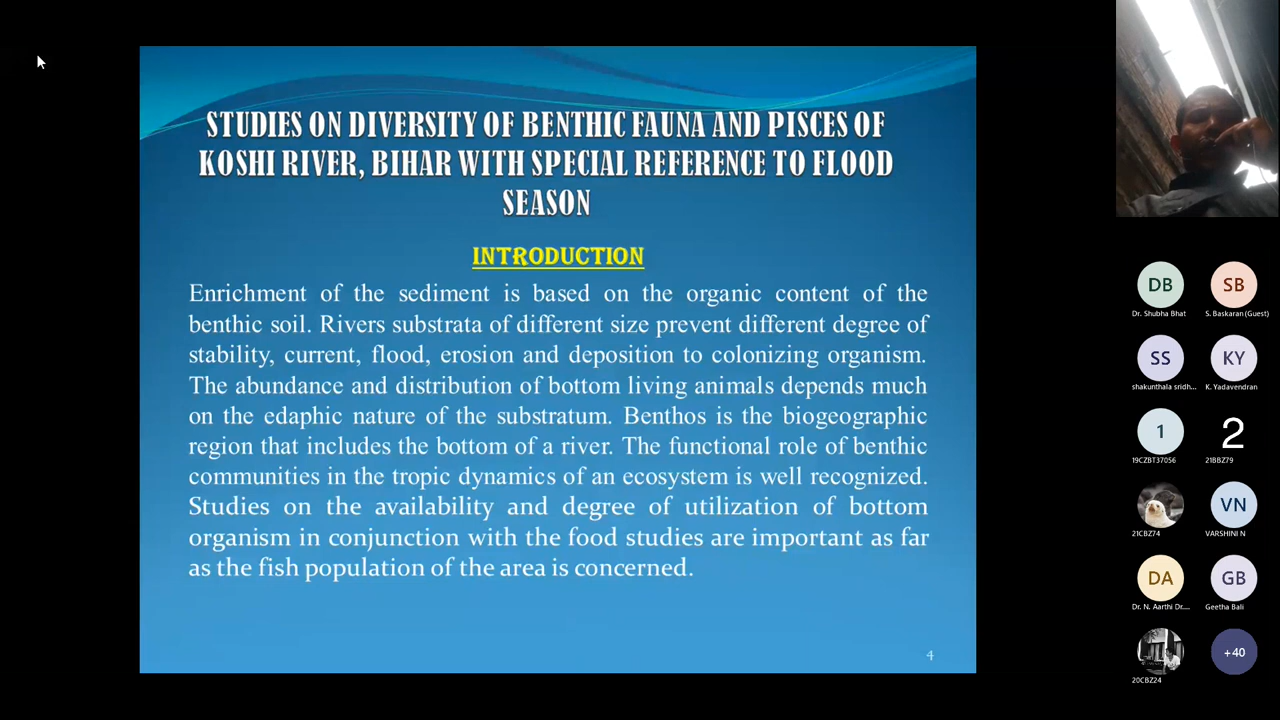 STUDIES ON DIVERSITY OF BENTHIC FAUNA AND PISCES OF
KOSHI RIVER, BIHAR WITH SPECIAL REFERENCE TO FLOOD
SEASON
INTRODUCTION
Enrichment of the sediment is based on the organic content of the
benthic soil. Rivers substrata of different size prevent different degree of
stability, current, flood, erosion and deposition to colonizing organism.
The abundance and distribution of bottom living animals depends much
on the edaphic nature of the substratum. Benthos is the biogeographic
region that includes the bottom of a river. The functional role of benthic
communities in the tropic dynamics of an ecosystem is well recognized.
Studies on the availability and degree of utilization of bottom
organism in conjunction with the food studies are important as far
as the fish population of the area is concerned.
4
DB SB
Dr. Shubha Bhat S. Baskaran (Guest)
SS KY
shakunthala sridh... K. Yadavendran
1 2
19CZBT37056 21BBZ79
VN
21CBZ74 VARSHINI N
DA GB
Dr. N. Aarthi Dr.... Geetha Bali
+40
20CBZ24